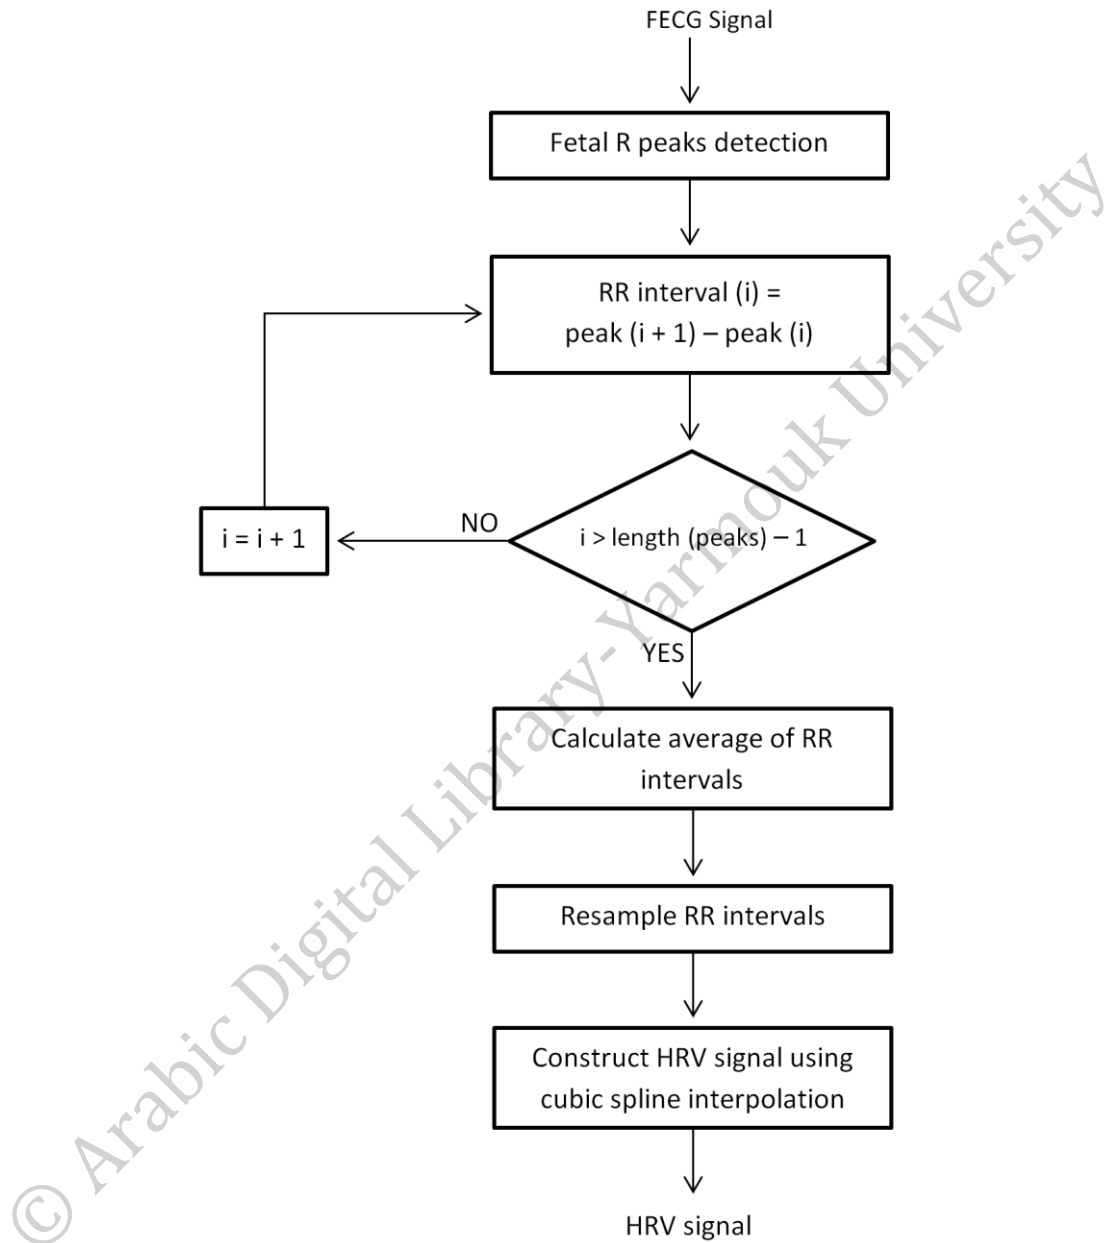 FECG Signal
Fetal R peaks detection
RR interval (i) =
peak (i + 1) – peak (i)
i = i + 1
NO
i > length (peaks) – 1
YES
Calculate average of RR
intervals
Resample RR intervals
Construct HRV signal using
cubic spline interpolation
HRV signal
© Arabic Digital Library-Yarmouk University